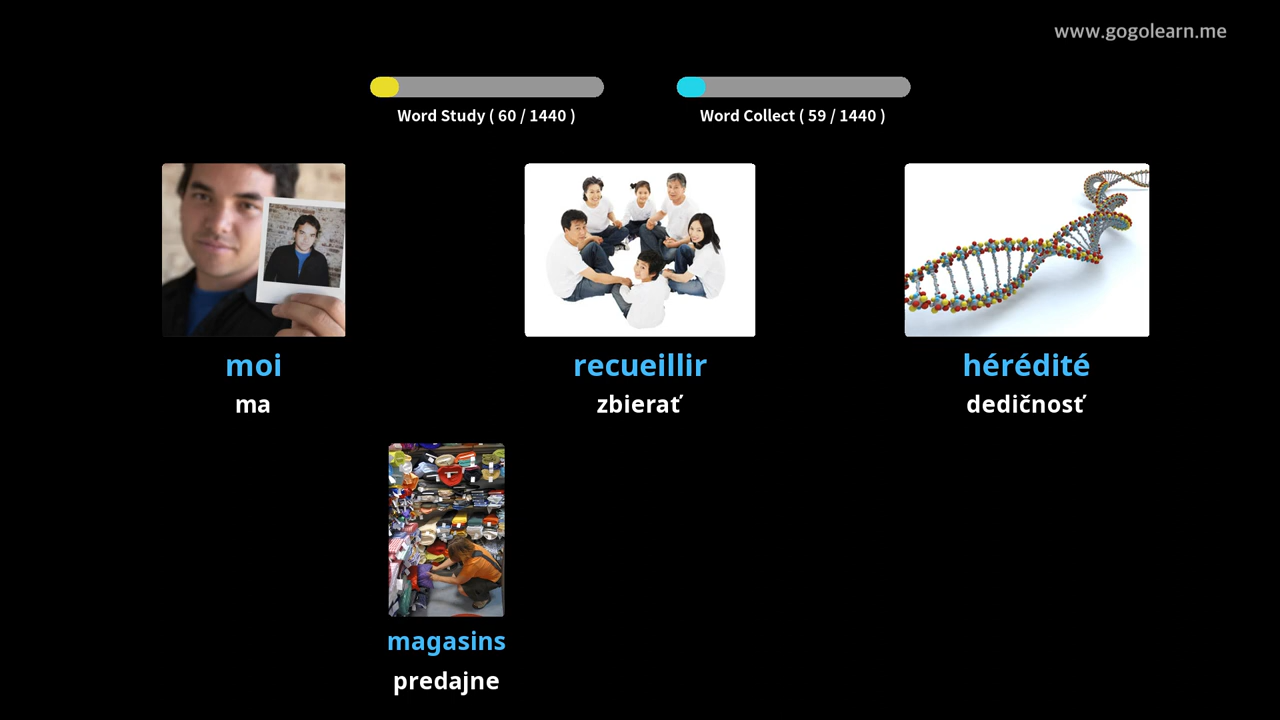 www.gogolearn.me
Word Study ( 60 / 1440 )
Word Collect ( 59 / 1440 )
moi
recueillir
hérédité
ma
zbierať
dedičnosť
magasins
predajne